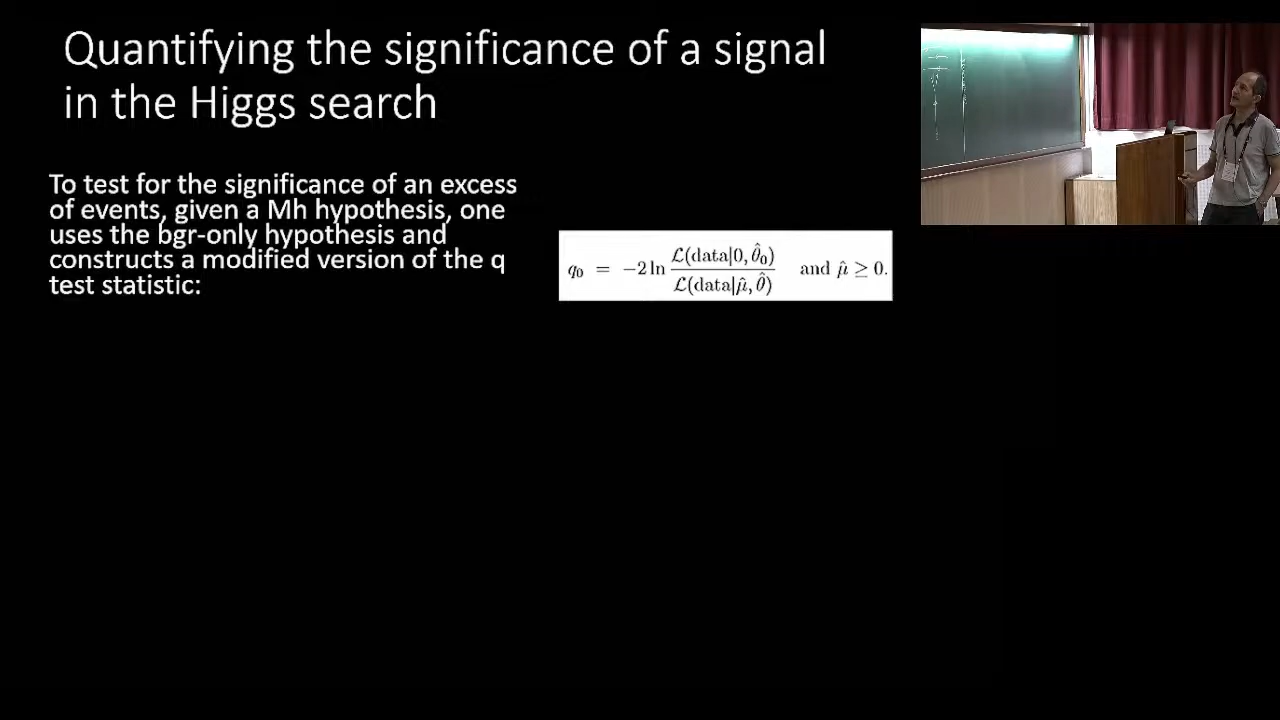 Quantifying the significance of a signal
in the Higgs search
To test for the significance of an excess
of events, given a Mh hypothesis, one
uses the bgr-only hypothesis and
constructs a modified version of the q
test statistic:
q₀ = −2 ln ℒ(data|0, θ̂₀) / ℒ(data|μ̂, θ̂) and μ̂ ≥ 0.